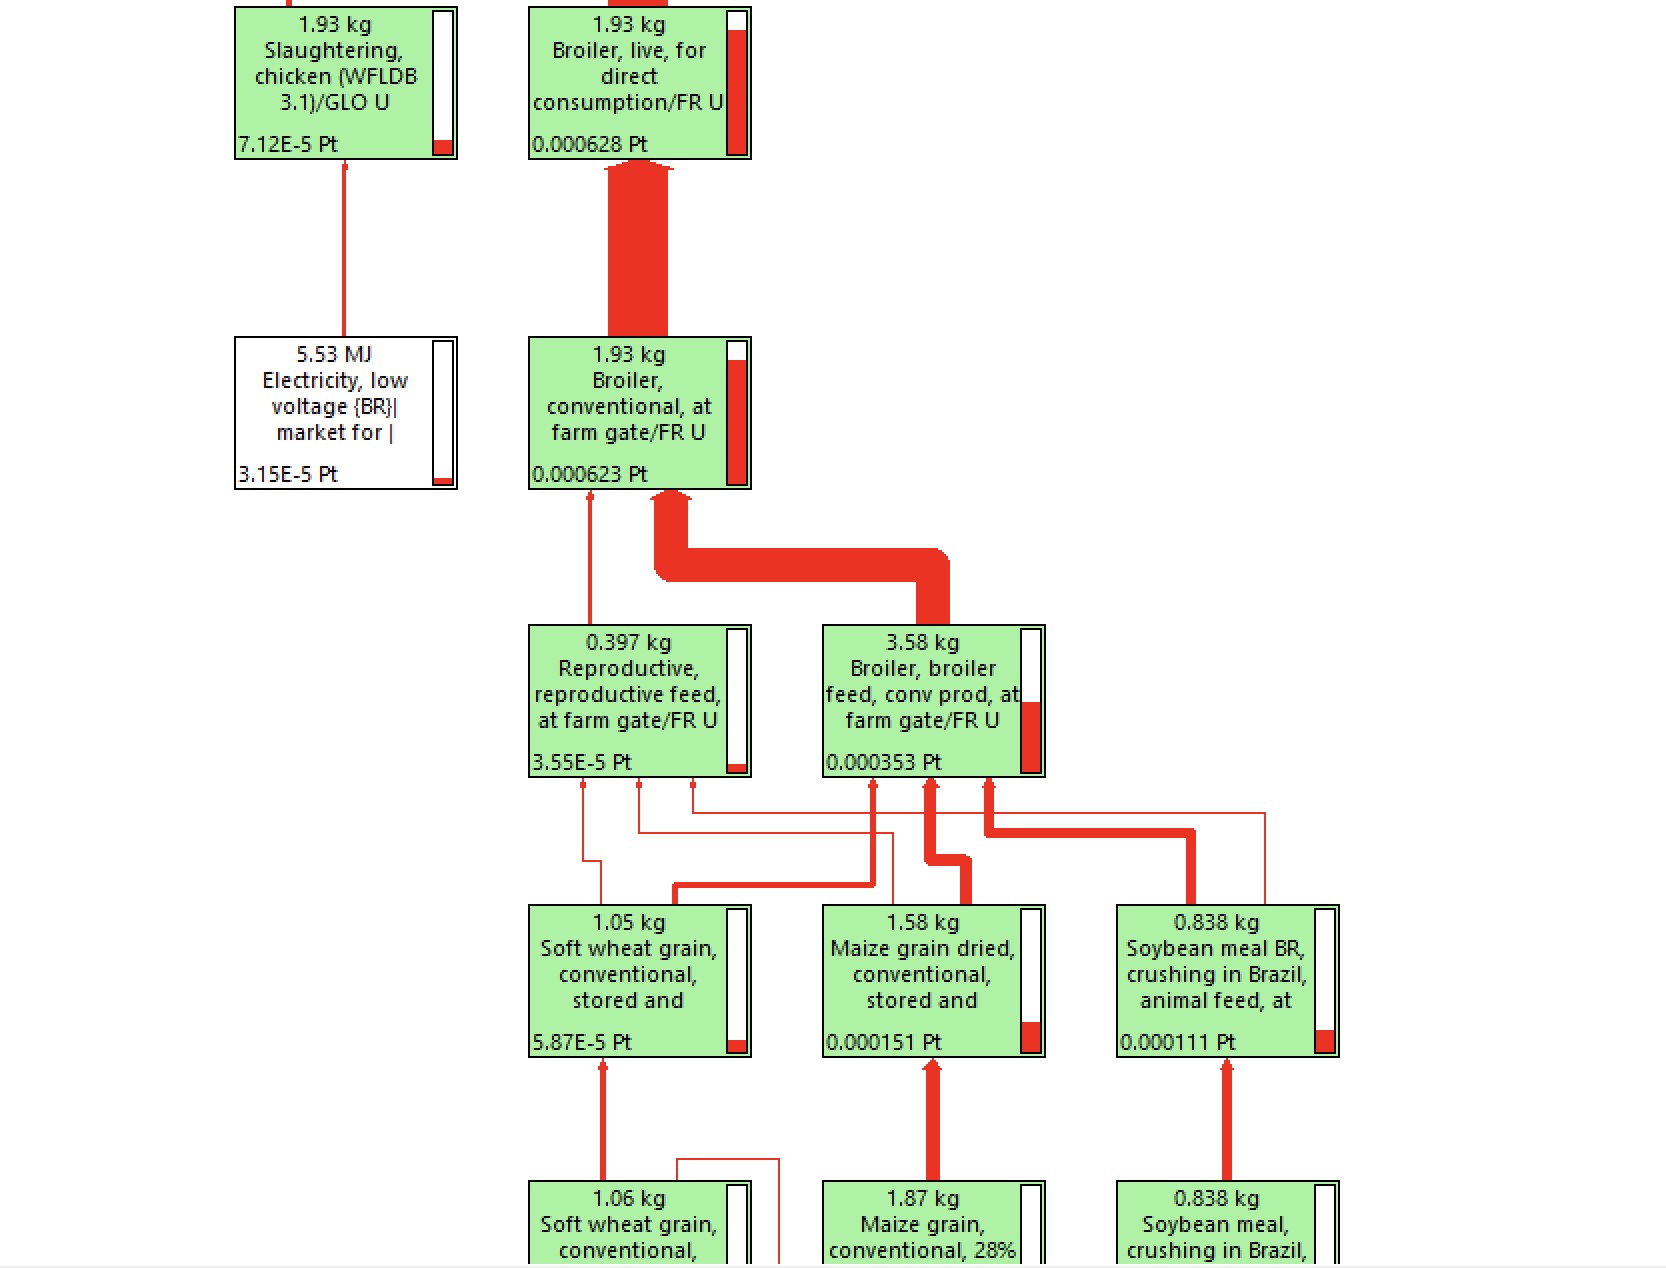 1.93 kg
Slaughtering,
chicken (WFLDB
3.1)/GLO U
7.12E-5 Pt
1.93 kg
Broiler, live, for
direct
consumption/FR U
0.000628 Pt
5.53 MJ
Electricity, low
voltage {BR}|
market for |
3.15E-5 Pt
1.93 kg
Broiler,
conventional, at
farm gate/FR U
0.000623 Pt
0.397 kg
Reproductive,
reproductive feed,
at farm gate/FR U
3.55E-5 Pt
3.58 kg
Broiler, broiler
feed, conv prod, at
farm gate/FR U
0.000353 Pt
1.05 kg
Soft wheat grain,
conventional,
stored and
5.87E-5 Pt
1.58 kg
Maize grain dried,
conventional,
stored and
0.000151 Pt
0.838 kg
Soybean meal BR,
crushing in Brazil,
animal feed, at
0.000111 Pt
1.06 kg
Soft wheat grain,
conventional,
1.87 kg
Maize grain,
conventional, 28%
0.838 kg
Soybean meal,
crushing in Brazil,